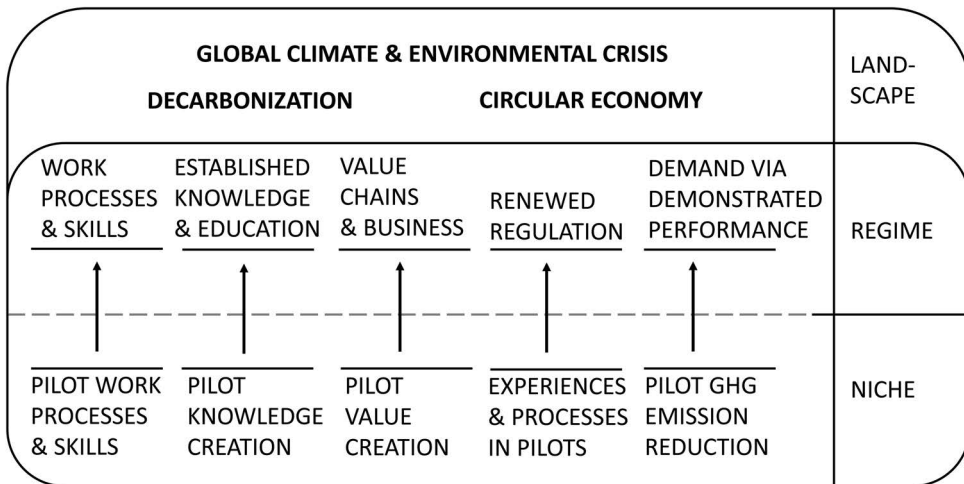 GLOBAL CLIMATE & ENVIRONMENTAL CRISIS
DECARBONIZATION
CIRCULAR ECONOMY
LAND-
SCAPE
WORK
PROCESSES
& SKILLS
ESTABLISHED
KNOWLEDGE
& EDUCATION
VALUE
CHAINS
& BUSINESS
RENEWED
REGULATION
DEMAND VIA
DEMONSTRATED
PERFORMANCE
REGIME
PILOT WORK
PROCESSES
& SKILLS
PILOT
KNOWLEDGE
CREATION
PILOT
VALUE
CREATION
EXPERIENCES
& PROCESSES
IN PILOTS
PILOT GHG
EMISSION
REDUCTION
NICHE